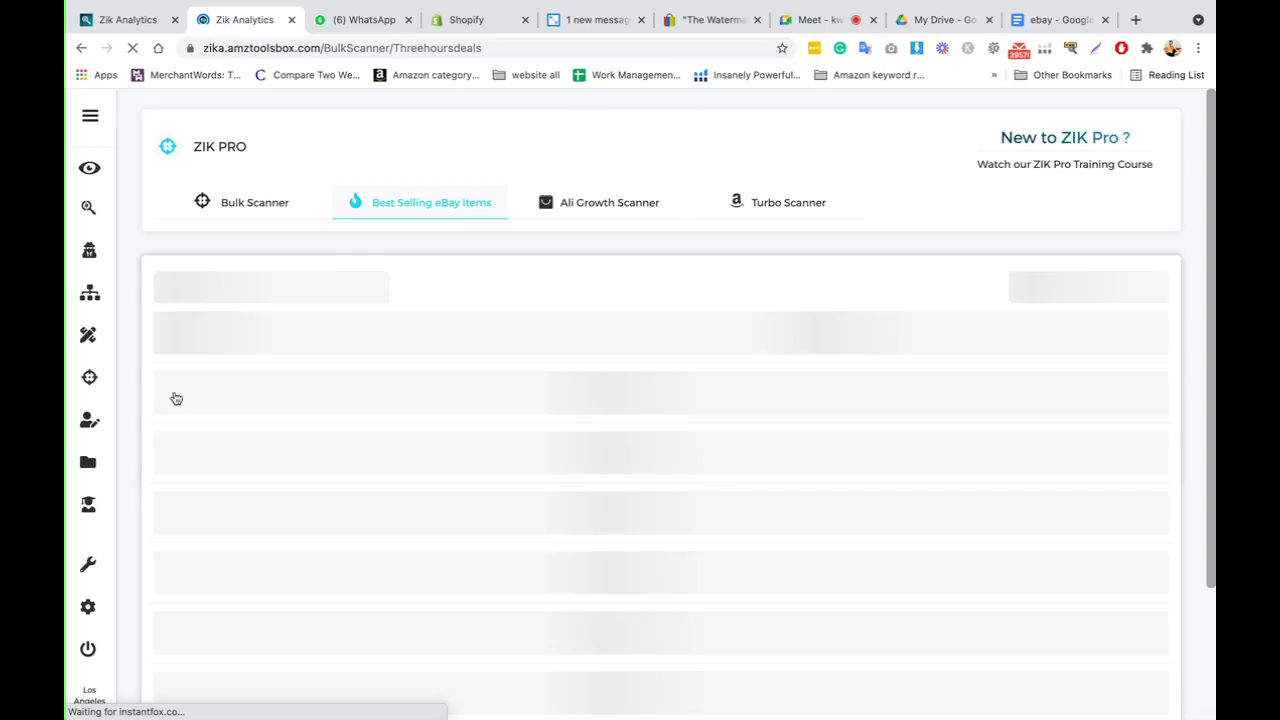 Zik Analytics
Zik Analytics
(6) WhatsApp
Shopify
1 new messag
"The Waterma
Meet - kw
My Drive - Go
ebay - Google
zika.amztoolsbox.com/BulkScanner/Threehoursdeals
39571
Apps
MerchantWords: T...
Compare Two We...
Amazon category...
website all
Work Managemen...
Insanely Powerful...
Amazon keyword r...
»
Other Bookmarks
Reading List
ZIK PRO
New to ZIK Pro ?
Watch our ZIK Pro Training Course
Bulk Scanner
Best Selling eBay Items
Ali Growth Scanner
Turbo Scanner
Los
Angeles
Waiting for instantfox.co...